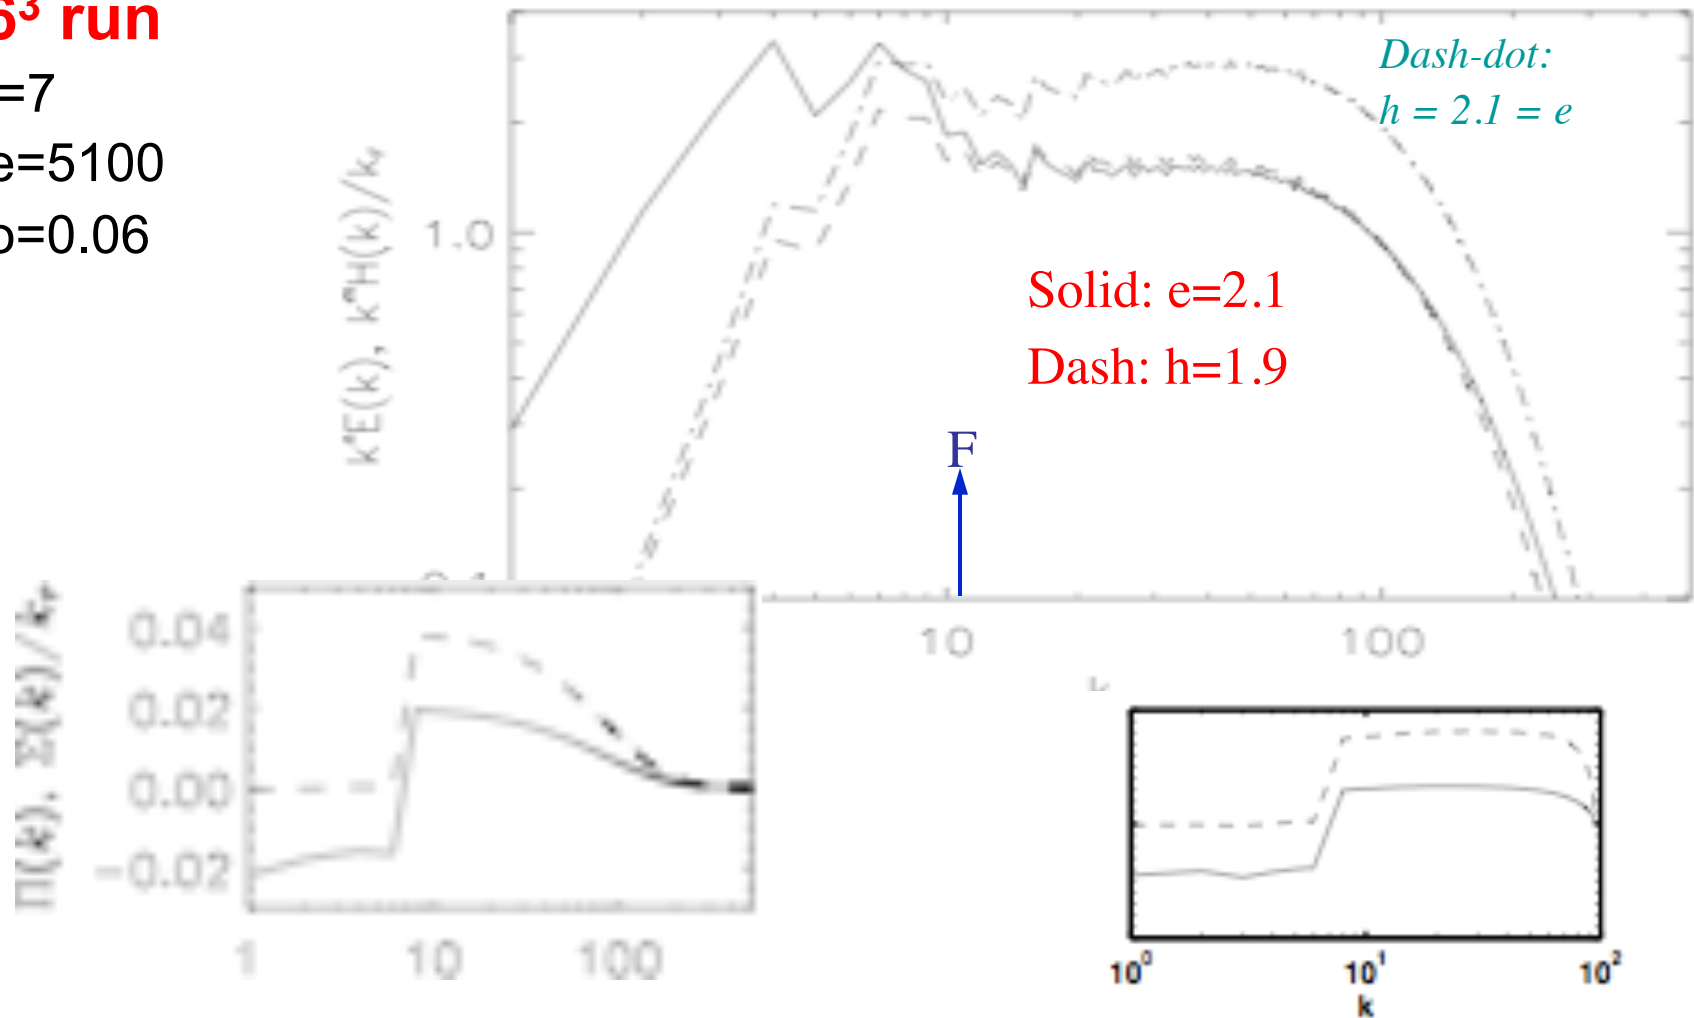 6³ run
=7
e=5100
o=0.06
Dash-dot:
h = 2.1 = e
1.0
Solid: e=2.1
Dash: h=1.9
F
10
100
k
0.04
0.02
0.00
−0.02
Π(k), Σ(k)/k
1
10
100
10⁰
10¹
10²
k